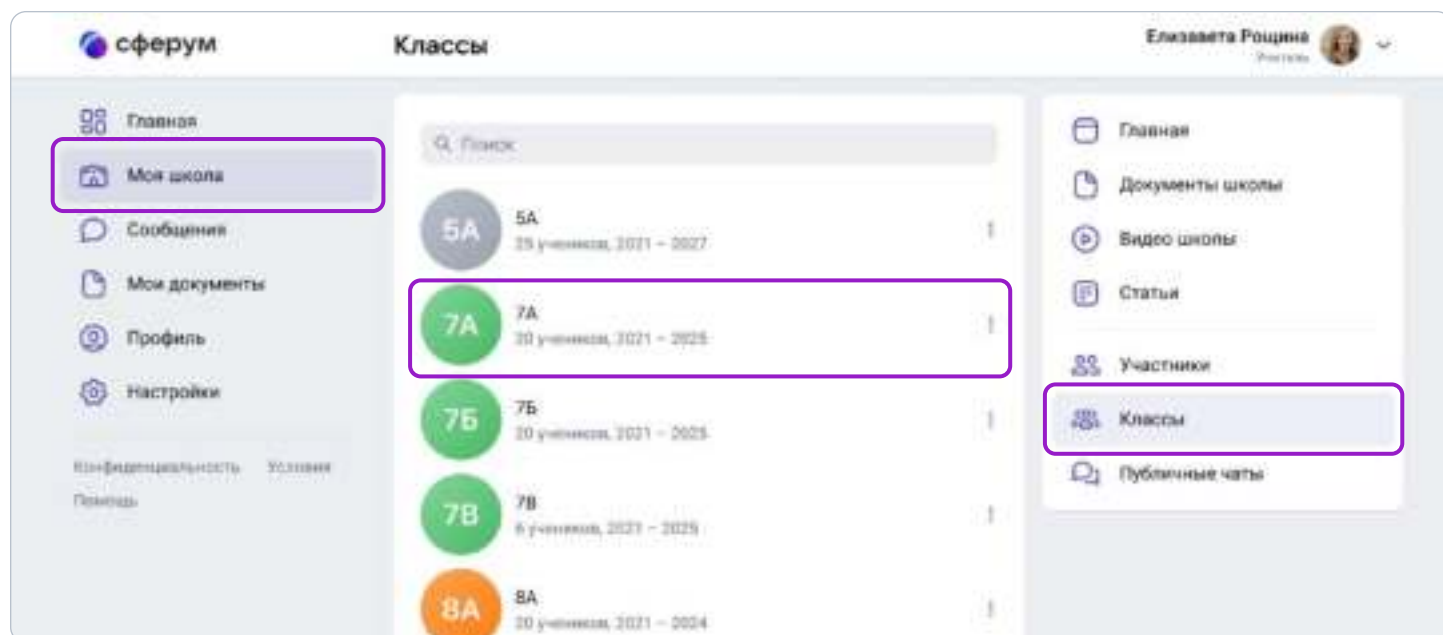 сферум
Классы
Елизавета Рощина
Учитель
Главная
Моя школа
Сообщения
Мои документы
Профиль
Настройки
Конфиденциальность Условия
Помощь
Поиск
5А
5А
25 учеников, 2021 – 2027
7А
7А
20 учеников, 2021 – 2025
7Б
7Б
20 учеников, 2021 – 2025
7В
7В
6 учеников, 2021 – 2025
8А
8А
20 учеников, 2021 – 2024
Главная
Документы школы
Видео школы
Статьи
Участники
Классы
Публичные чаты